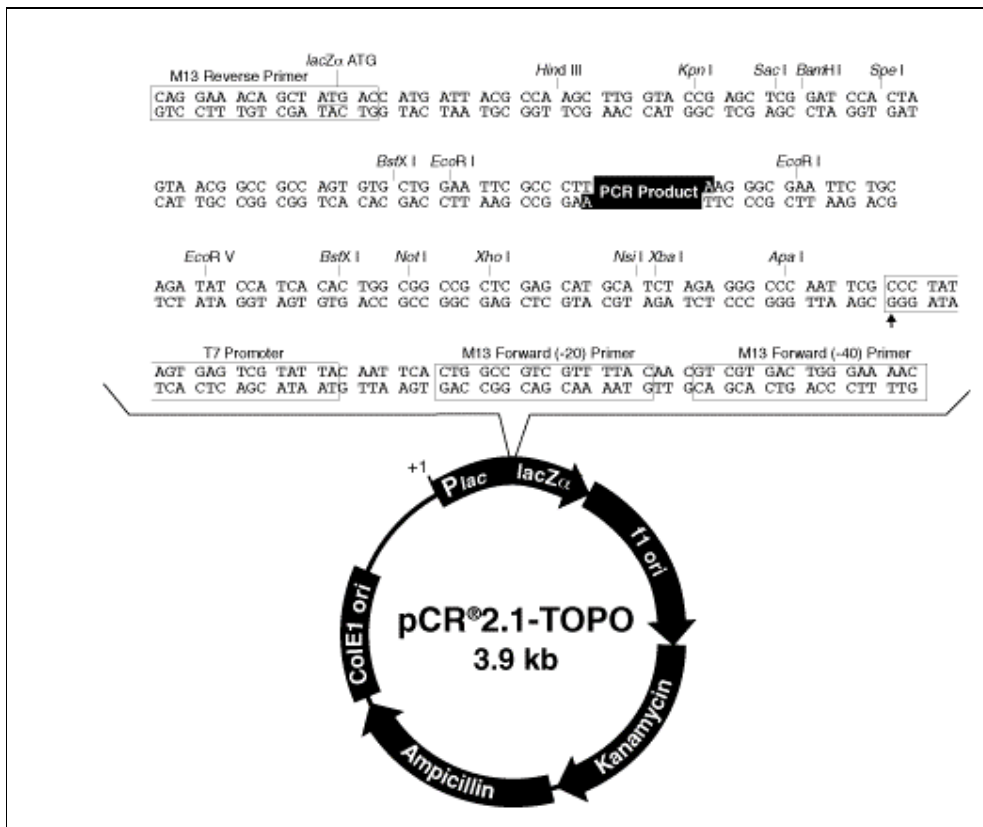 lacZα ATG
M13 Reverse Primer
Hind III Kpn I Sac I BamH I Spe I
CAG GAA ACA GCT ATG ACC ATG ATT ACG CCA AGC TTG GTA CCG AGC TCG GAT CCA CTA
GTC CTT TGT CGA TAC TGG TAC TAA TGC GGT TCG AAC CAT GGC TCG AGC CTA GGT GAT
BstX I EcoR I EcoR I
GTA ACG GCC GCC AGT GTG CTG GAA TTC GCC CTT PCR Product AAG GGC GAA TTC TGC
CAT TGC CGG CGG TCA CAC GAC CTT AAG CGG GAA TTC CCG CTT AAG ACG
EcoR V BstX I Not I Xho I Nsi I Xba I Apa I
AGA TAT CCA TCA CAC TGG CGG CCG CTC GAG CAT GCA TCT AGA GGG CCC AAT TCG CCC TAT
TCT ATA GGT AGT GTG ACC GCC GGC GAG CTC GTA CGT AGA TCT CCC GGG TTA AGC GGG ATA
T7 Promoter M13 Forward (-20) Primer M13 Forward (-40) Primer
AGT GAG TCG TAT TAC AAT TCA CTG GCC GTC GTT TTA CAA CGT CGT GAC TGG GAA AAC
TCA CTC AGC ATA ATG TTA AGT GAC CGG CAG CAA AAT GTT GCA GCA CTG ACC CTT TTG
+1
Plac lacZα
f1 ori
Kanamycin
Ampicillin
ColE1 ori
pCR®2.1-TOPO
3.9 kb